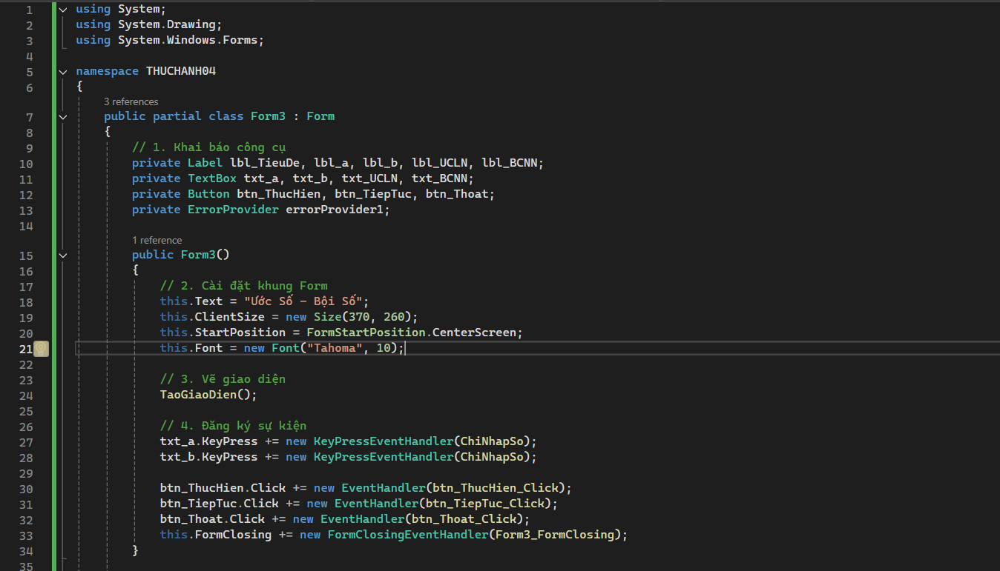 1 using System;
2 using System.Drawing;
3 using System.Windows.Forms;
4
5 namespace THUCHANH04
6 {
3 references
7 public partial class Form3 : Form
8 {
9 // 1. Khai báo công cụ
10 private Label lbl_TieuDe, lbl_a, lbl_b, lbl_UCLN, lbl_BCNN;
11 private TextBox txt_a, txt_b, txt_UCLN, txt_BCNN;
12 private Button btn_ThucHien, btn_TiepTuc, btn_Thoat;
13 private ErrorProvider errorProvider1;
14
1 reference
15 public Form3()
16 {
17 // 2. Cài đặt khung Form
18 this.Text = "Ước Số – Bội Số";
19 this.ClientSize = new Size(370, 260);
20 this.StartPosition = FormStartPosition.CenterScreen;
21 this.Font = new Font("Tahoma", 10);
22
23 // 3. Vẽ giao diện
24 TaoGiaoDien();
25
26 // 4. Đăng ký sự kiện
27 txt_a.KeyPress += new KeyPressEventHandler(ChiNhapSo);
28 txt_b.KeyPress += new KeyPressEventHandler(ChiNhapSo);
29
30 btn_ThucHien.Click += new EventHandler(btn_ThucHien_Click);
31 btn_TiepTuc.Click += new EventHandler(btn_TiepTuc_Click);
32 btn_Thoat.Click += new EventHandler(btn_Thoat_Click);
33 this.FormClosing += new FormClosingEventHandler(Form3_FormClosing);
34 }
35